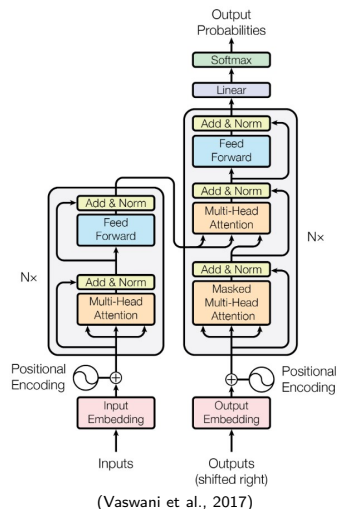 Output
Probabilities
Softmax
Linear
Add & Norm
Feed
Forward
Add & Norm
Multi-Head
Attention
Add & Norm
Masked
Multi-Head
Attention
N×
Positional
Encoding
Output
Embedding
Outputs
(shifted right)
Add & Norm
Feed
Forward
N×
Add & Norm
Multi-Head
Attention
Positional
Encoding
Input
Embedding
Inputs
(Vaswani et al., 2017)